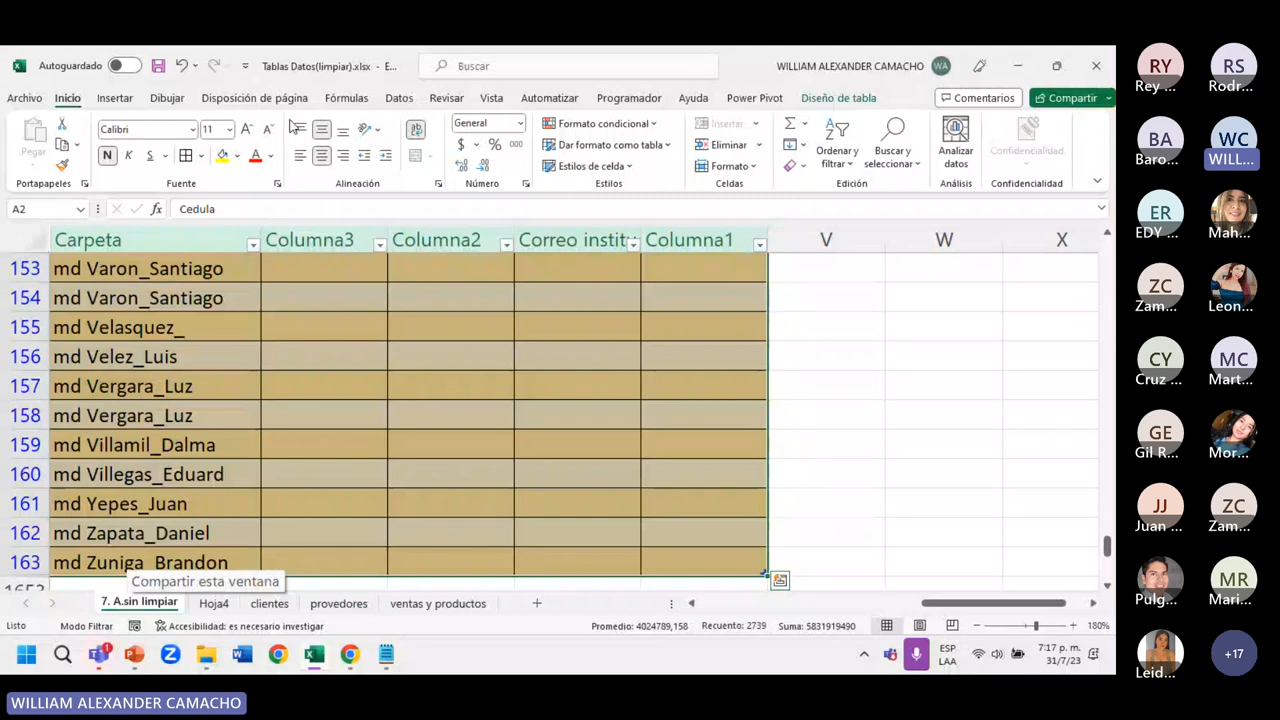 Autoguardado
Tablas Datos(limpiar).xlsx - E...
Buscar
WILLIAM ALEXANDER CAMACHO
WA
Archivo Inicio Insertar Dibujar Disposición de página Fórmulas Revisar Vista Automatizar Programador Ayuda Power Pivot Diseño de tabla
Comentarios
Compartir
Pegar
Calibri 11
N K S
General
Formato condicional
Dar formato como tabla
Estilos de celda
Insertar
Eliminar
Formato
Ordenar y filtrar
Buscar y seleccionar
Analizar datos
Confidencialidad
Portapapeles Fuente Alineación Número Estilos Celdas Edición Análisis Confidencialidad
A2 fx Cedula
Carpeta Columna3 Columna2 Correo institu Columna1 V W X
153 md Varon_Santiago
154 md Varon_Santiago
155 md Velasquez_
156 md Velez_Luis
157 md Vergara_Luz
158 md Vergara_Luz
159 md Villamil_Dalma
160 md Villegas_Eduard
161 md Yepes_Juan
162 md Zapata_Daniel
163 md Zuniga_Brandon
Compartir esta ventana
7. A.sin limpiar Hoja4 clientes provedores ventas y productos
Listo Modo Filtrar Accesibilidad: es necesario investigar Promedio: 4024789,158 Recuento: 2739 Suma: 5831919490 180%
ESP
LAA
7:17 p. m.
31/7/23
WILLIAM ALEXANDER CAMACHO
RY RS
Rey ... Rodr...
BA WC
Baro... WILL...
ER
EDY ... Mah...
ZC
Zam... Leon...
CY MC
Cruz ... Mart...
GE
Gil R... Mor...
JJ ZC
Juan ... Zam...
MR
Pulg... Mari...
+17
Leid...